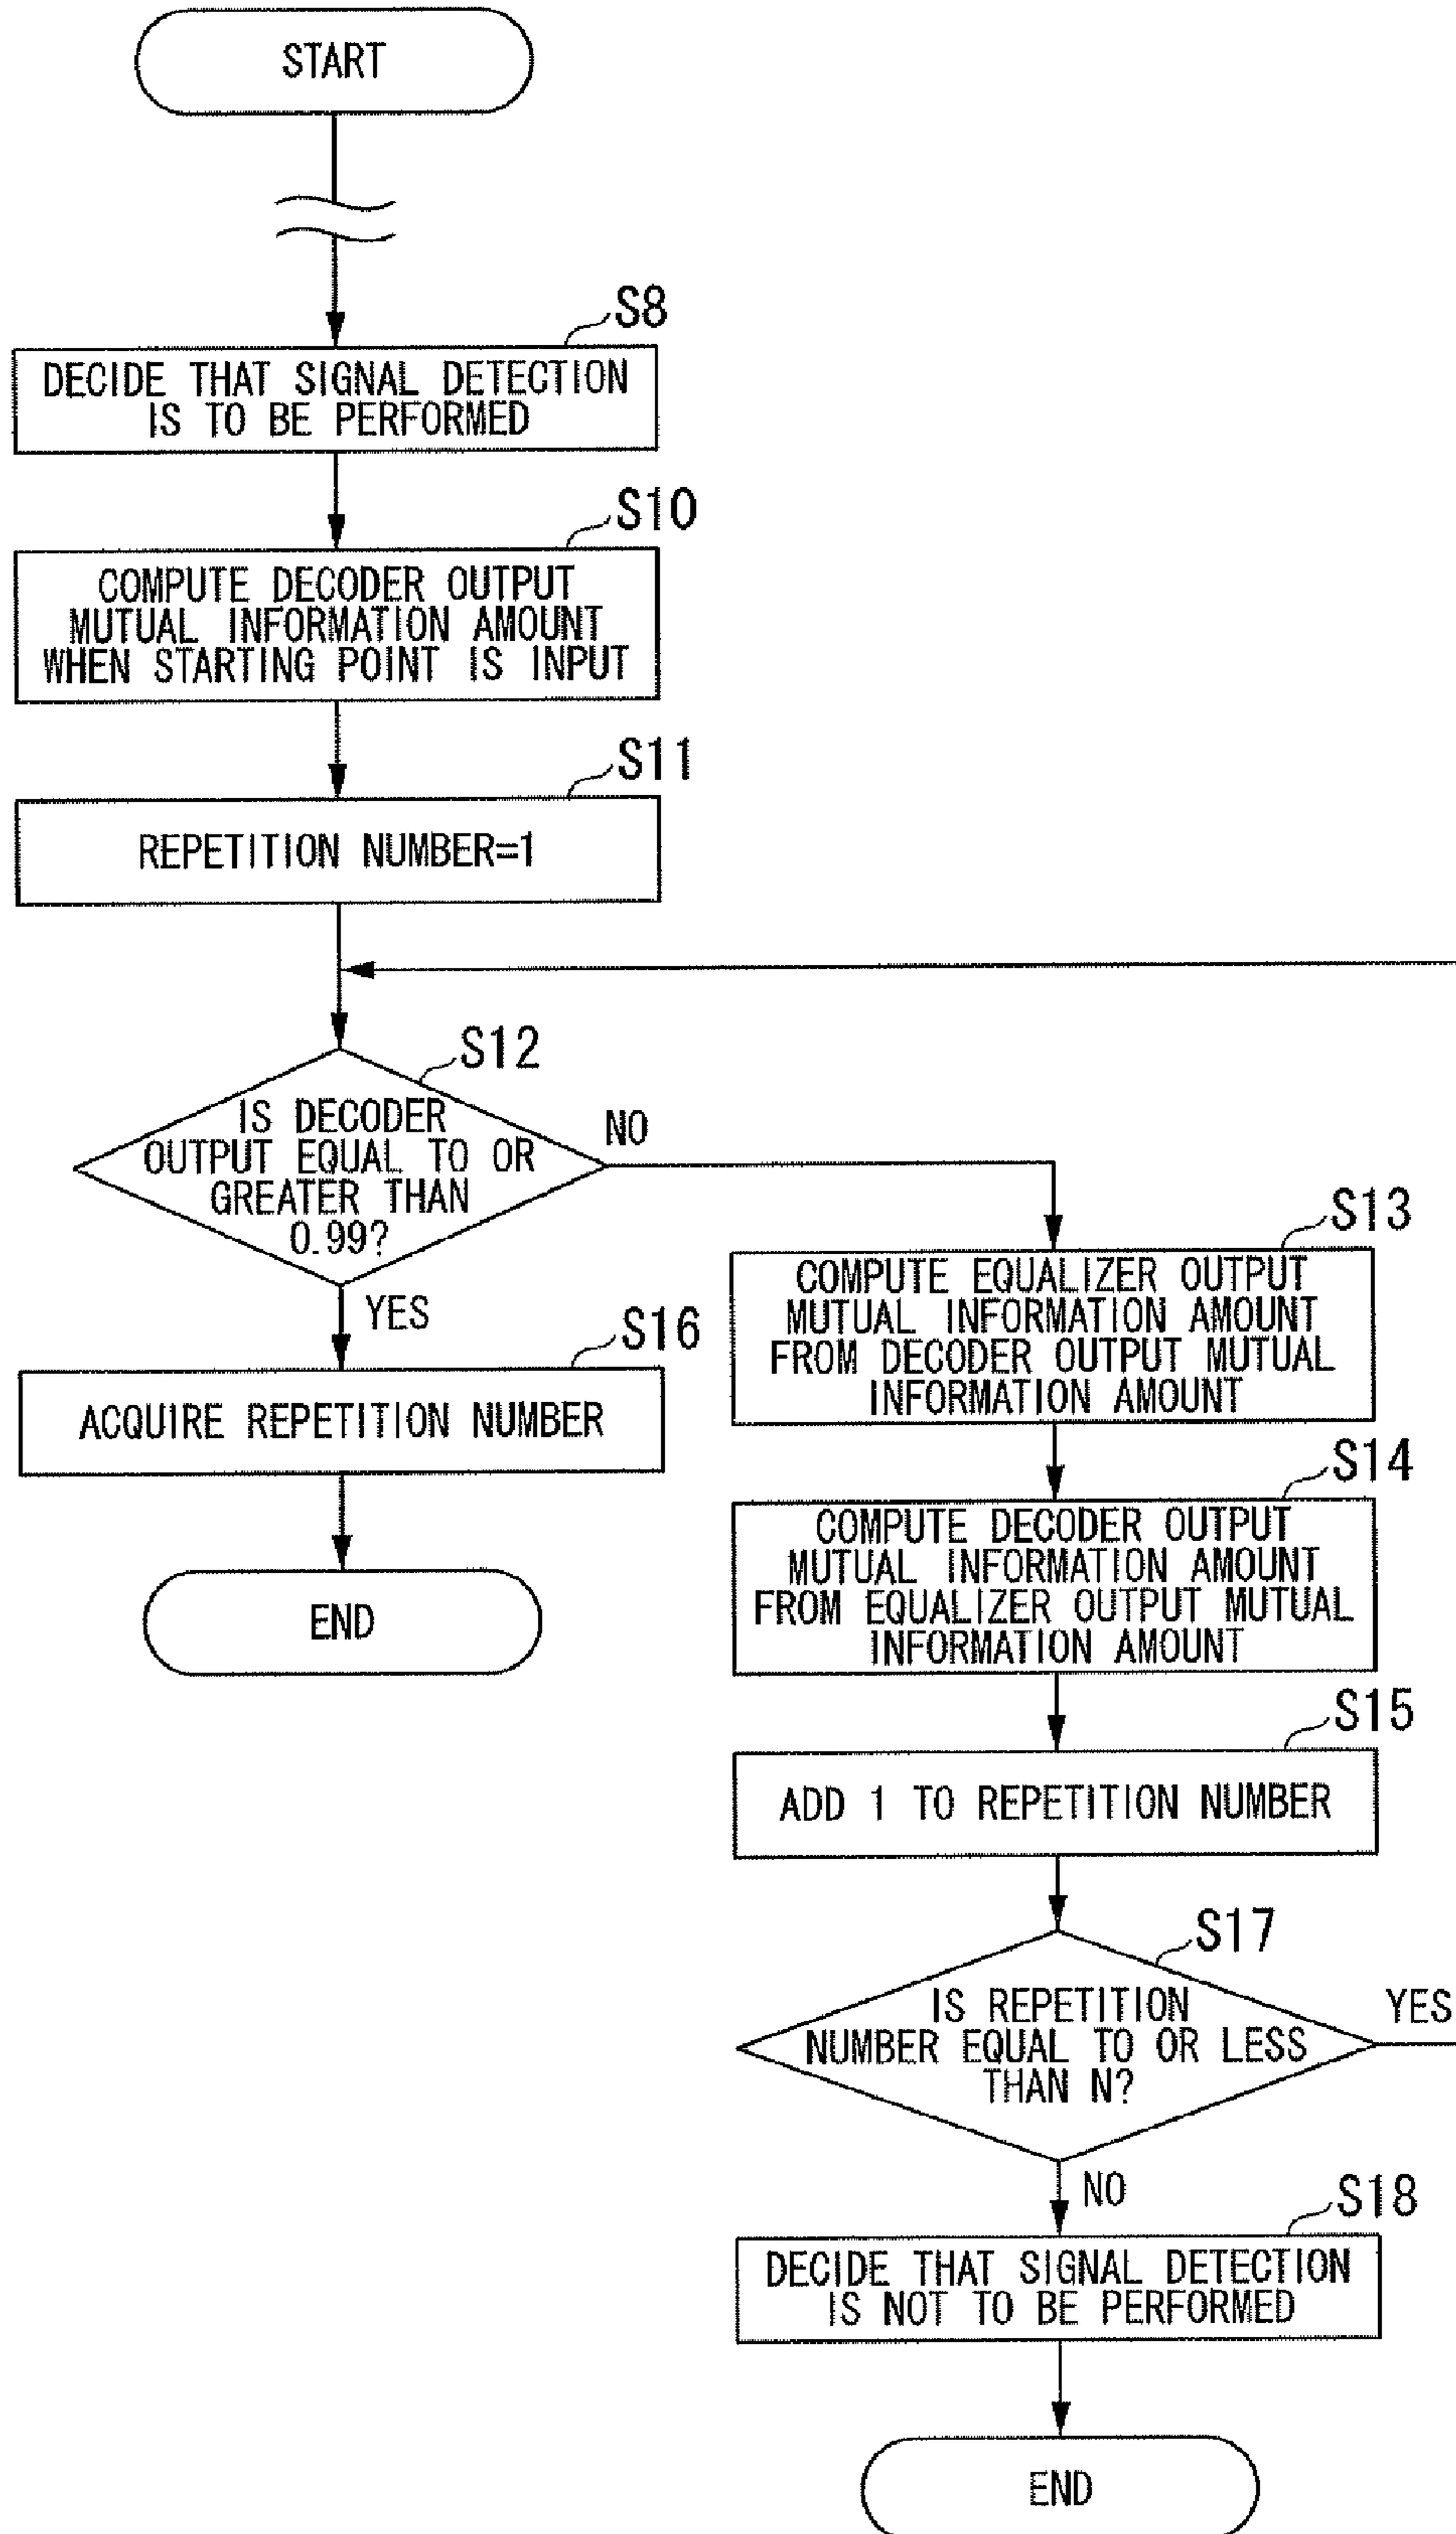 START
S8
DECIDE THAT SIGNAL DETECTION
IS TO BE PERFORMED
S10
COMPUTE DECODER OUTPUT
MUTUAL INFORMATION AMOUNT
WHEN STARTING POINT IS INPUT
S11
REPETITION NUMBER=1
S12
IS DECODER
OUTPUT EQUAL TO OR
GREATER THAN
0.99?
NO
YES
S16
ACQUIRE REPETITION NUMBER
END
S13
COMPUTE EQUALIZER OUTPUT
MUTUAL INFORMATION AMOUNT
FROM DECODER OUTPUT MUTUAL
INFORMATION AMOUNT
S14
COMPUTE DECODER OUTPUT
MUTUAL INFORMATION AMOUNT
FROM EQUALIZER OUTPUT MUTUAL
INFORMATION AMOUNT
S15
ADD 1 TO REPETITION NUMBER
S17
IS REPETITION
NUMBER EQUAL TO OR LESS
THAN N?
YES
NO
S18
DECIDE THAT SIGNAL DETECTION
IS NOT TO BE PERFORMED
END